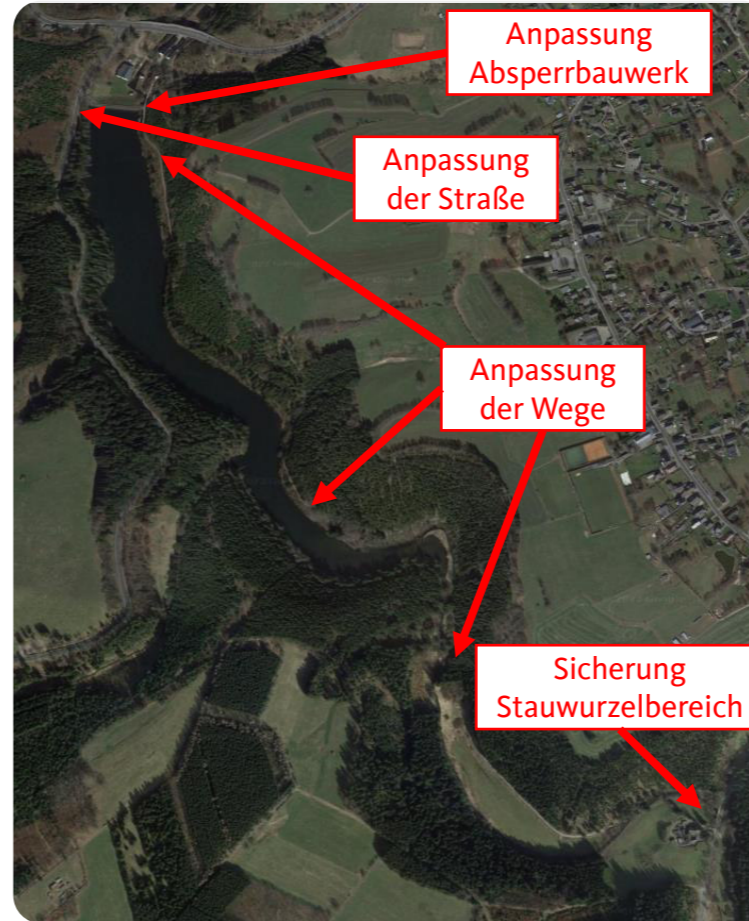 Anpassung
Absperrbauwerk
Anpassung
der Straße
Anpassung
der Wege
Sicherung
Stauwurzelbereich